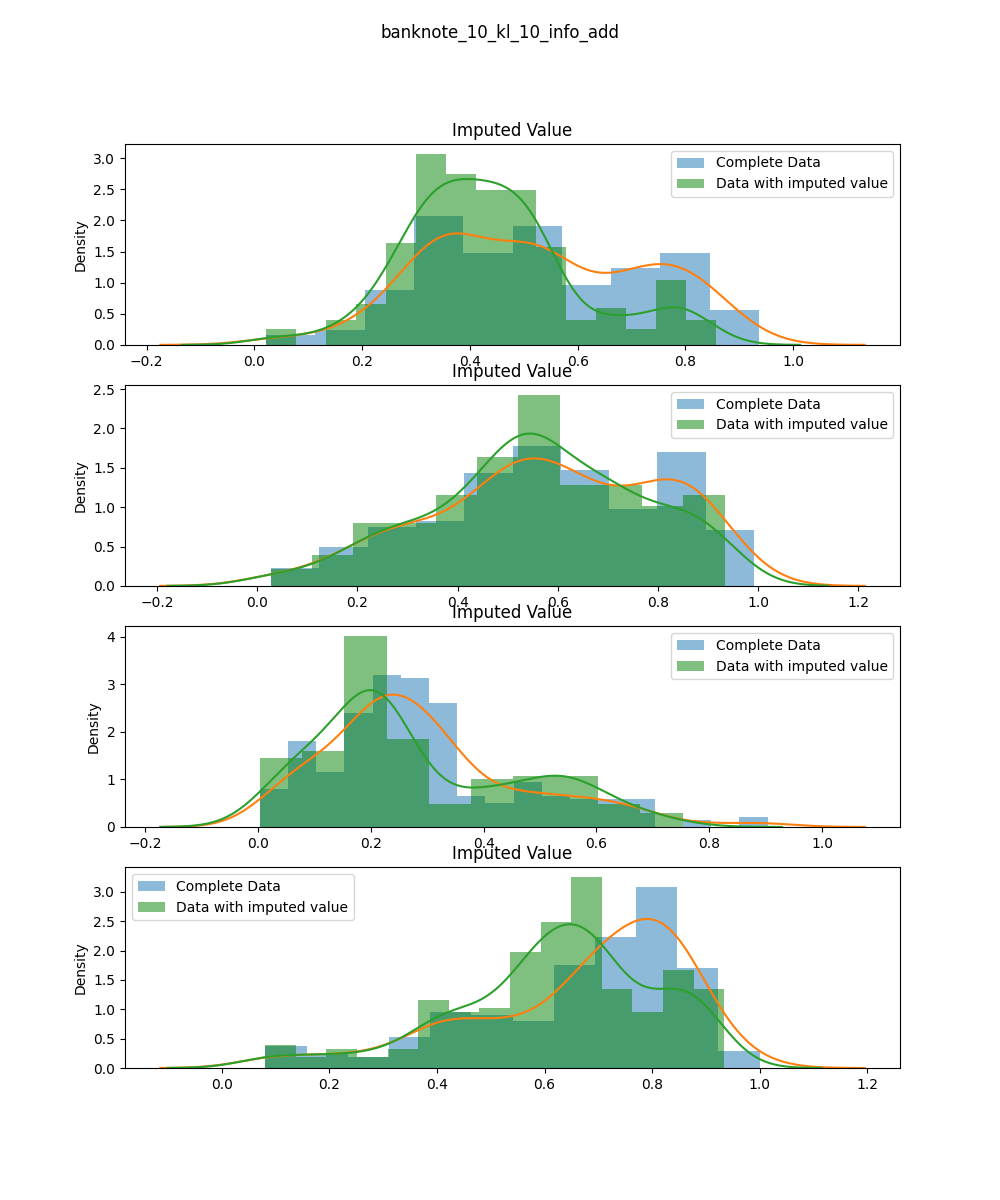 banknote_10_kl_10_info_add
Imputed Value
Complete Data
Data with imputed value
Density
3.0
2.5
2.0
1.5
1.0
0.5
0.0
−0.2 0.0 0.2 0.4 0.6 0.8 1.0
Imputed Value
Complete Data
Data with imputed value
Density
2.5
2.0
1.5
1.0
0.5
0.0
−0.2 0.0 0.2 0.4 0.6 0.8 1.0 1.2
Imputed Value
Complete Data
Data with imputed value
Density
4
3
2
1
0
−0.2 0.0 0.2 0.4 0.6 0.8 1.0
Imputed Value
Complete Data
Data with imputed value
Density
3.0
2.5
2.0
1.5
1.0
0.5
0.0
0.0 0.2 0.4 0.6 0.8 1.0 1.2